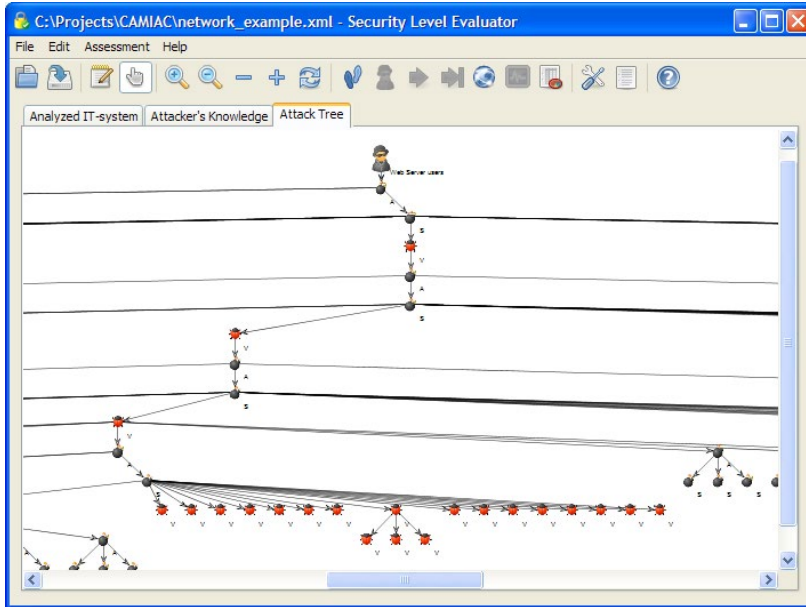 C:\Projects\CAMIAC\network_example.xml - Security Level Evaluator
File Edit Assessment Help
Analyzed IT-system Attacker's Knowledge Attack Tree
Web Server users
A
S
V
A
S
V
A
S
V
A
S S S S
V V V V V V V V V V V V V V V V
V V V